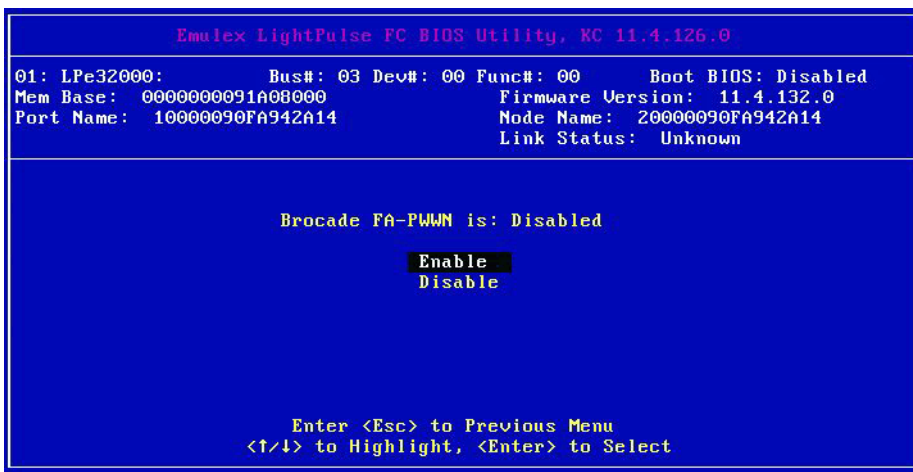 Emulex LightPulse FC BIOS Utility, KC 11.4.126.0
01: LPe32000: Bus#: 03 Dev#: 00 Func#: 00 Boot BIOS: Disabled
Mem Base: 0000000091A08000 Firmware Version: 11.4.132.0
Port Name: 10000090FA942A14 Node Name: 20000090FA942A14
Link Status: Unknown
Brocade FA-PWWN is: Disabled
Enable
Disable
Enter <Esc> to Previous Menu
<↑/↓> to Highlight, <Enter> to Select